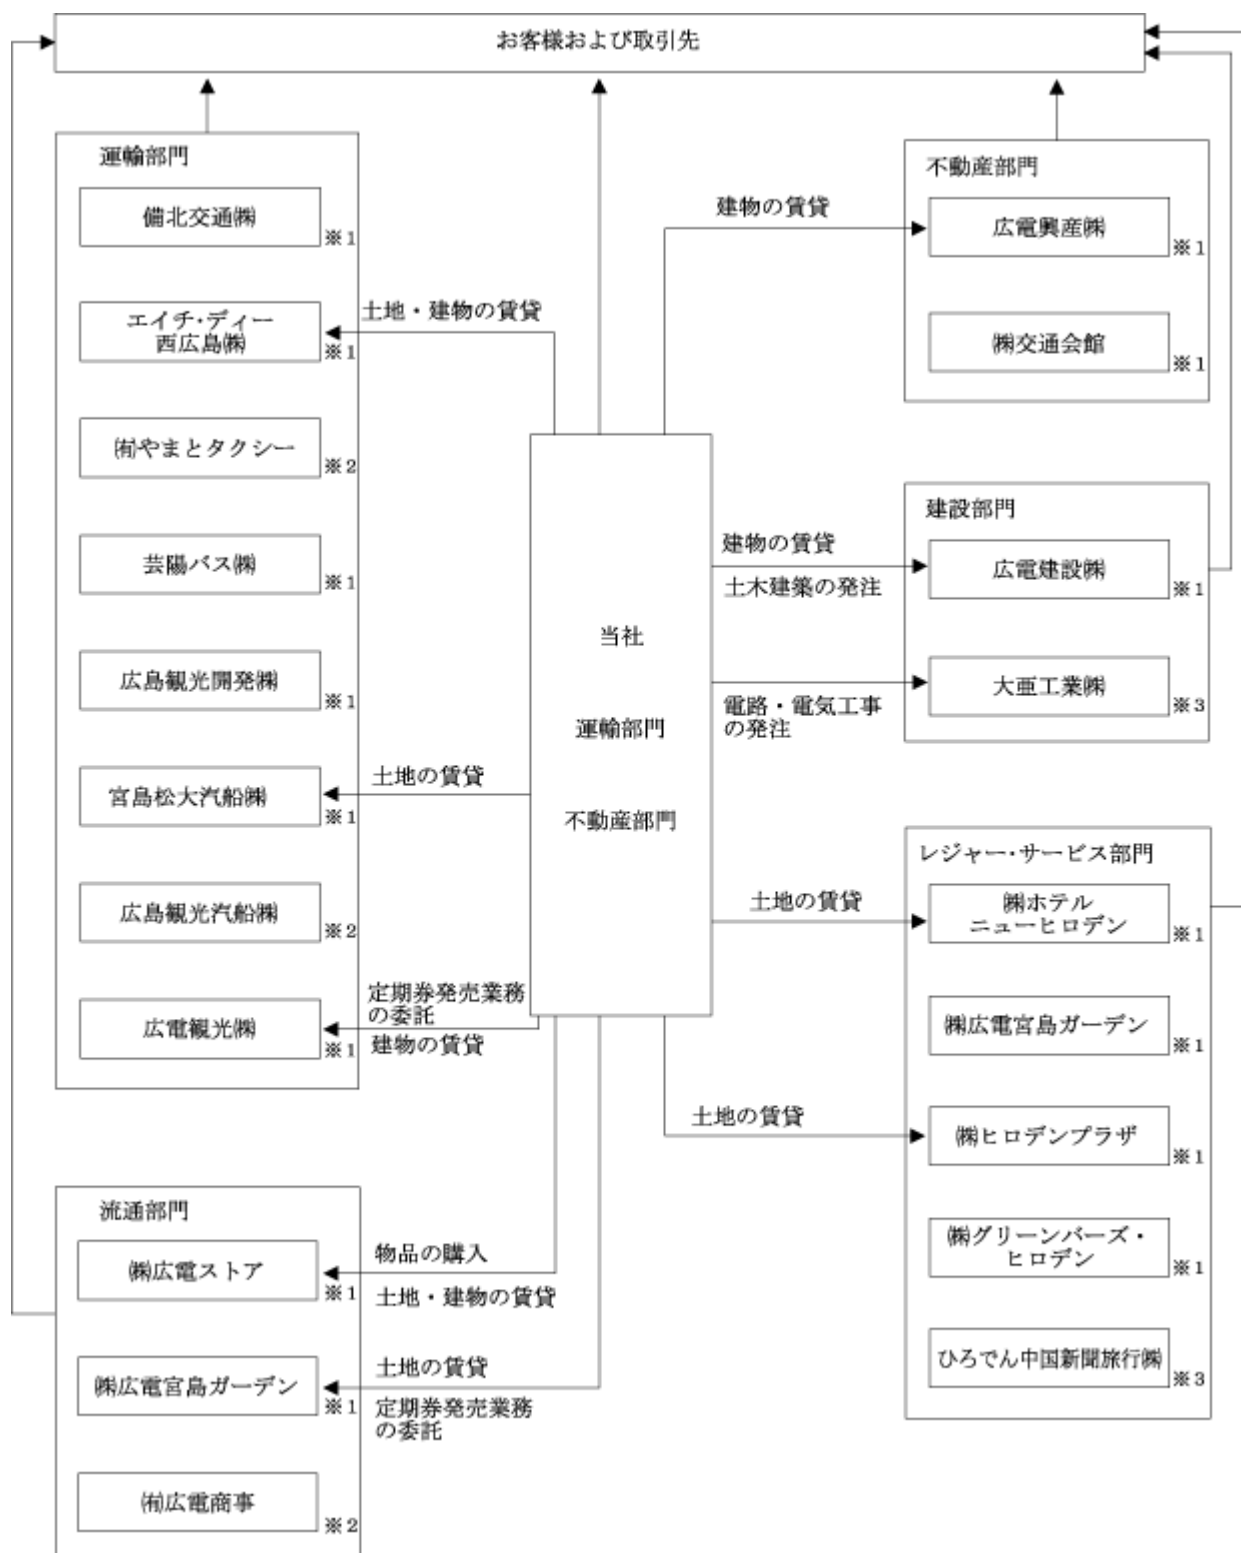 お客様および取引先
運輸部門
備北交通㈱
※1
エイチ・ディー
西広島㈱
※1
㈲やまとタクシー
※2
芸陽バス㈱
※1
広島観光開発㈱
※1
宮島松大汽船㈱
※1
広島観光汽船㈱
※2
広電観光㈱
※1
流通部門
㈱広電ストア
※1
㈱広電宮島ガーデン
※1
㈲広電商事
※2
土地・建物の賃貸
土地の賃貸
定期券発売業務
の委託
建物の賃貸
物品の購入
土地・建物の賃貸
土地の賃貸
定期券発売業務
の委託
当社
運輸部門
不動産部門
建物の賃貸
建物の賃貸
土木建築の発注
電路・電気工事
の発注
土地の賃貸
土地の賃貸
不動産部門
広電興産㈱
※1
㈱交通会館
※1
建設部門
広電建設㈱
※1
大亜工業㈱
※3
レジャー・サービス部門
㈱ホテル
ニューヒロデン
※1
㈱広電宮島ガーデン
※1
㈱ヒロデンプラザ
※1
㈱グリーンバーズ・
ヒロデン
※1
ひろでん中国新聞旅行㈱
※3